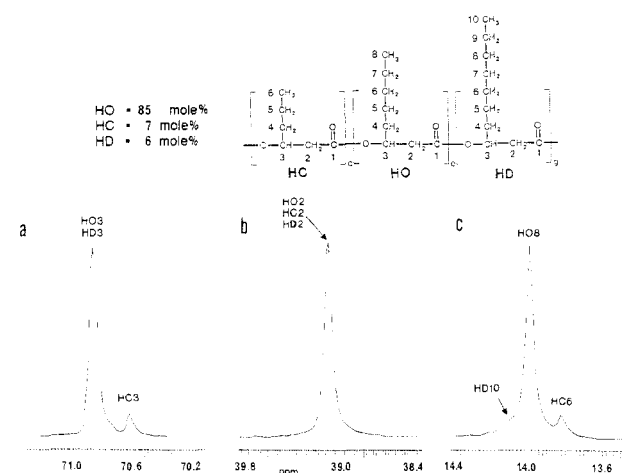 10 CH₃
9 CH₂
8 CH₂
8 CH₃
7 CH₂
7 CH₂
6 CH₃
6 CH₂
6 CH₂
5 CH₂
5 CH₂
5 CH₂
4 CH₂
4 CH₂
4 CH₂
HO = 85 mole%
HC = 7 mole%
HD = 6 mole%
O O O
CH CH₂ C O CH CH₂ C O CH CH₂ C
3 2 1 3 2 1 3 2 1
HC HO HD
a
HO3
HD3
HC3
b
HO2
HC2
HD2
c
HO8
HD10
HC6
71.0 70.6 70.2
39.8 39.0 38.4
14.4 14.0 13.6
ppm